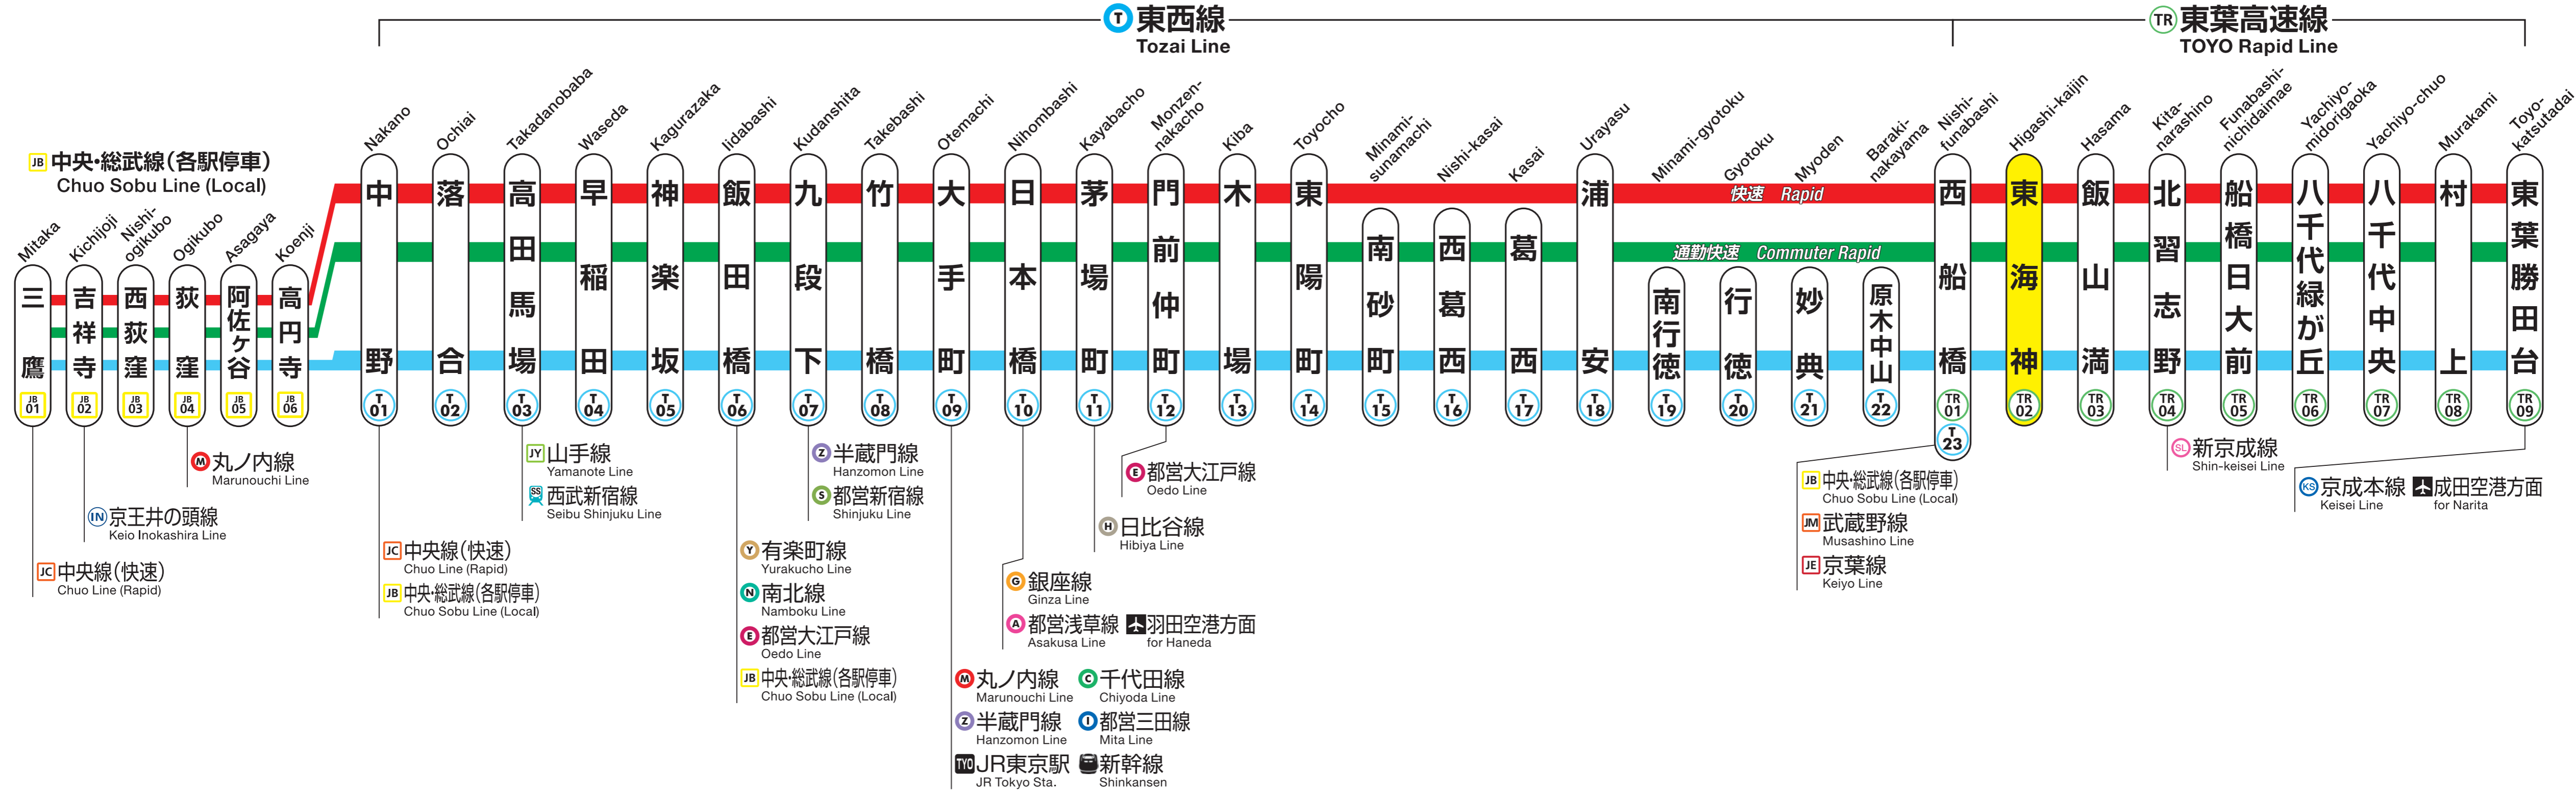 T 東西線
Tozai Line
TR 東葉高速線
TOYO Rapid Line
JB 中央・総武線（各駅停車）
Chuo Sobu Line (Local)
快速 Rapid
通勤快速 Commuter Rapid
Mitaka
三鷹
JB 01
Kichijoji
吉祥寺
JB 02
Nishi-
ogikubo
西荻窪
JB 03
Ogikubo
荻窪
JB 04
Asagaya
阿佐ヶ谷
JB 05
Koenji
高円寺
JB 06
Nakano
中野
T 01
Ochiai
落合
T 02
Takadanobaba
高田馬場
T 03
Waseda
早稲田
T 04
Kagurazaka
神楽坂
T 05
Iidabashi
飯田橋
T 06
Kudanshita
九段下
T 07
Takebashi
竹橋
T 08
Otemachi
大手町
T 09
Nihombashi
日本橋
T 10
Kayabacho
茅場町
T 11
Monzen-
nakacho
門前仲町
T 12
Kiba
木場
T 13
Toyocho
東陽町
T 14
Minami-
sunamachi
南砂町
T 15
Nishi-kasai
西葛西
T 16
Kasai
葛西
T 17
Urayasu
浦安
T 18
Minami-gyotoku
南行徳
T 19
Gyotoku
行徳
T 20
Myoden
妙典
T 21
Baraki-
nakayama
原木中山
T 22
Nishi-
funabashi
西船橋
TR 01
T 23
Higashi-kaijin
東海神
TR 02
Hasama
飯山満
TR 03
Kita-
narashino
北習志野
TR 04
Funabashi-
nichidaimae
船橋日大前
TR 05
Yachiyo-
midorigaoka
八千代緑が丘
TR 06
Yachiyo-chuo
八千代中央
TR 07
Murakami
村上
TR 08
Toyo-
katsutadai
東葉勝田台
TR 09
JC 中央線（快速）
Chuo Line (Rapid)
IN 京王井の頭線
Keio Inokashira Line
M 丸ノ内線
Marunouchi Line
JC 中央線（快速）
Chuo Line (Rapid)
JB 中央・総武線（各駅停車）
Chuo Sobu Line (Local)
JY 山手線
Yamanote Line
SS 西武新宿線
Seibu Shinjuku Line
Y 有楽町線
Yurakucho Line
N 南北線
Namboku Line
E 都営大江戸線
Oedo Line
JB 中央・総武線（各駅停車）
Chuo Sobu Line (Local)
Z 半蔵門線
Hanzomon Line
S 都営新宿線
Shinjuku Line
M 丸ノ内線 C 千代田線
Marunouchi Line Chiyoda Line
Z 半蔵門線 I 都営三田線
Hanzomon Line Mita Line
TYO JR東京駅 新幹線
JR Tokyo Sta. Shinkansen
G 銀座線
Ginza Line
A 都営浅草線 羽田空港方面
Asakusa Line for Haneda
H 日比谷線
Hibiya Line
E 都営大江戸線
Oedo Line
JB 中央・総武線（各駅停車）
Chuo Sobu Line (Local)
JM 武蔵野線
Musashino Line
JE 京葉線
Keiyo Line
SL 新京成線
Shin-keisei Line
KS 京成本線 成田空港方面
Keisei Line for Narita